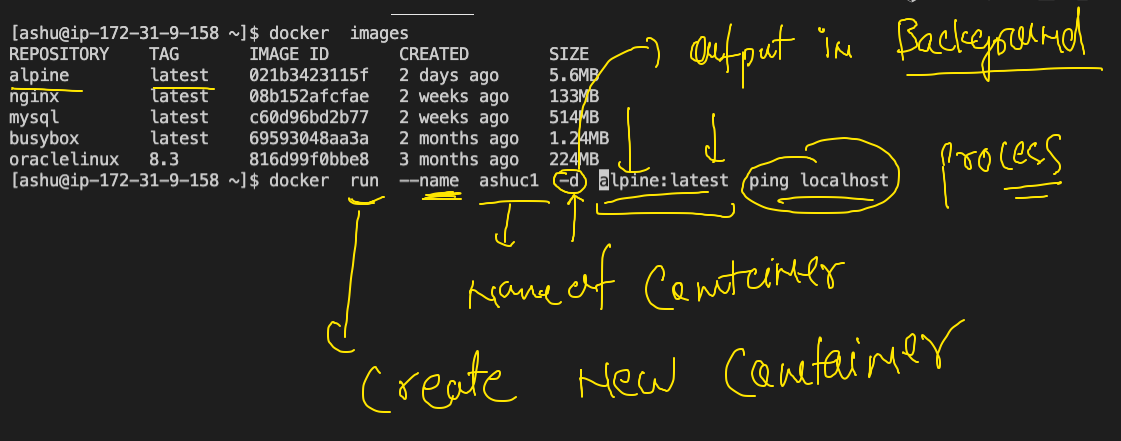 [ashu@ip-172-31-9-158 ~]$ docker  images
REPOSITORY    TAG       IMAGE ID       CREATED        SIZE
alpine        latest    021b3423115f   2 days ago     5.6MB
nginx         latest    08b152afcfae   2 weeks ago    133MB
mysql         latest    c60d96bd2b77   2 weeks ago    514MB
busybox       latest    69593048aa3a   2 months ago   1.24MB
oraclelinux   8.3       816d99f0bbe8   3 months ago   224MB
[ashu@ip-172-31-9-158 ~]$ docker  run  --name  ashuc1  -d  alpine:latest  ping localhost
output in Background
process
Name of Container
Create New Container